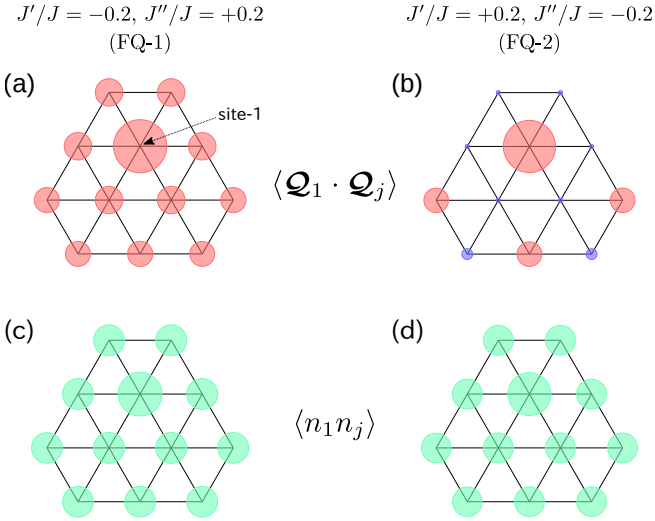 J′/J = −0.2, J″/J = +0.2
(FQ-1)
J′/J = +0.2, J″/J = −0.2
(FQ-2)
(a)
site-1
(b)
⟨𝓠₁ · 𝓠ⱼ⟩
(c)
(d)
⟨n₁nⱼ⟩